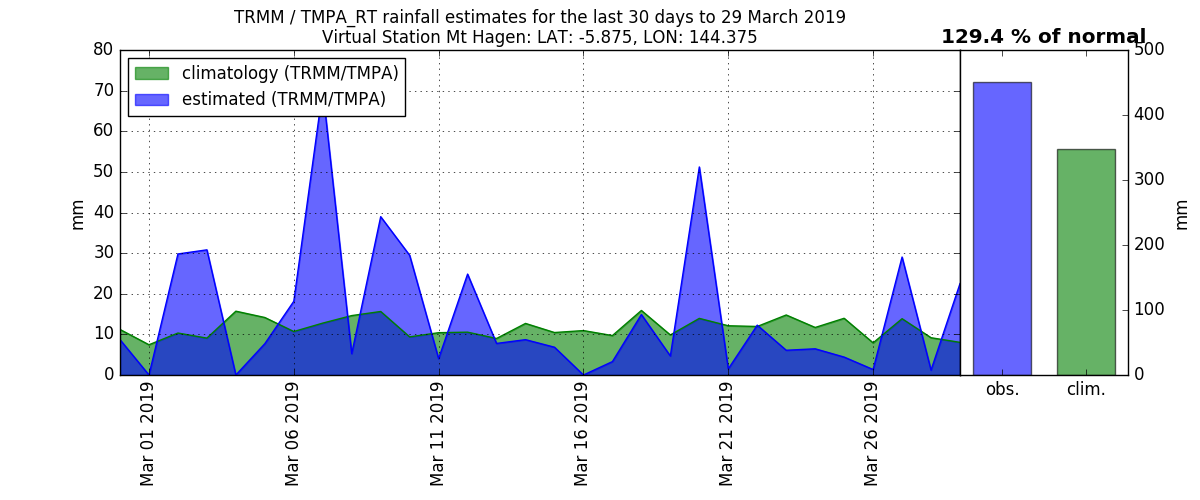 TRMM / TMPA_RT rainfall estimates for the last 30 days to 29 March 2019
Virtual Station Mt Hagen: LAT: -5.875, LON: 144.375
129.4 % of normal
climatology (TRMM/TMPA)
estimated (TRMM/TMPA)
80
70
60
50
40
30
20
10
0
mm
Mar 01 2019
Mar 06 2019
Mar 11 2019
Mar 16 2019
Mar 21 2019
Mar 26 2019
500
400
300
200
100
0
mm
obs.
clim.